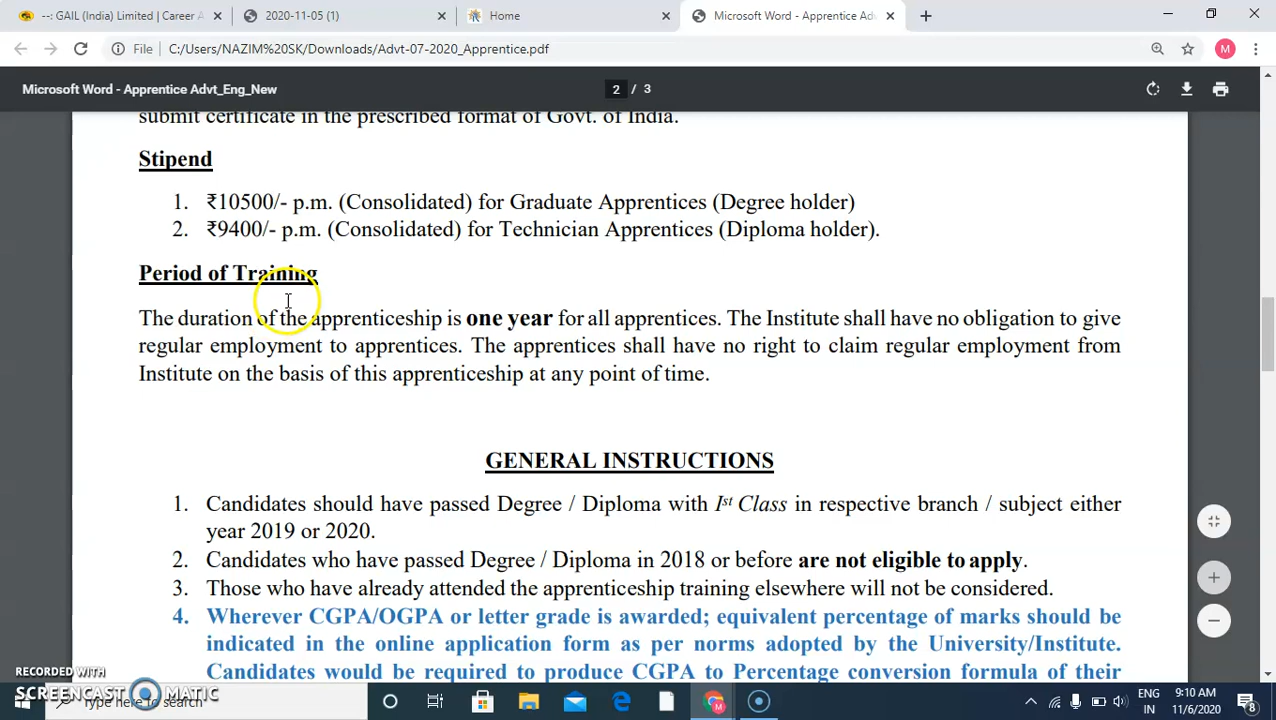 --: GAIL (India) Limited | Career A
2020-11-05 (1)
Home
Microsoft Word - Apprentice Advt
File
C:/Users/NAZIM%20SK/Downloads/Advt-07-2020_Apprentice.pdf
M
Microsoft Word - Apprentice Advt_Eng_New
2 / 3
submit certificate in the prescribed format of Govt. of India.
Stipend
1. ₹10500/- p.m. (Consolidated) for Graduate Apprentices (Degree holder)
2. ₹9400/- p.m. (Consolidated) for Technician Apprentices (Diploma holder).
Period of Training
The duration of the apprenticeship is one year for all apprentices. The Institute shall have no obligation to give
regular employment to apprentices. The apprentices shall have no right to claim regular employment from
Institute on the basis of this apprenticeship at any point of time.
GENERAL INSTRUCTIONS
1. Candidates should have passed Degree / Diploma with Ist Class in respective branch / subject either
year 2019 or 2020.
2. Candidates who have passed Degree / Diploma in 2018 or before are not eligible to apply.
3. Those who have already attended the apprenticeship training elsewhere will not be considered.
4. Wherever CGPA/OGPA or letter grade is awarded; equivalent percentage of marks should be
indicated in the online application form as per norms adopted by the University/Institute.
Candidates would be required to produce CGPA to Percentage conversion formula of their
RECORDED WITH
SCREENCAST MATIC
Type here to search
M
ENG
IN
9:10 AM
11/6/2020
8